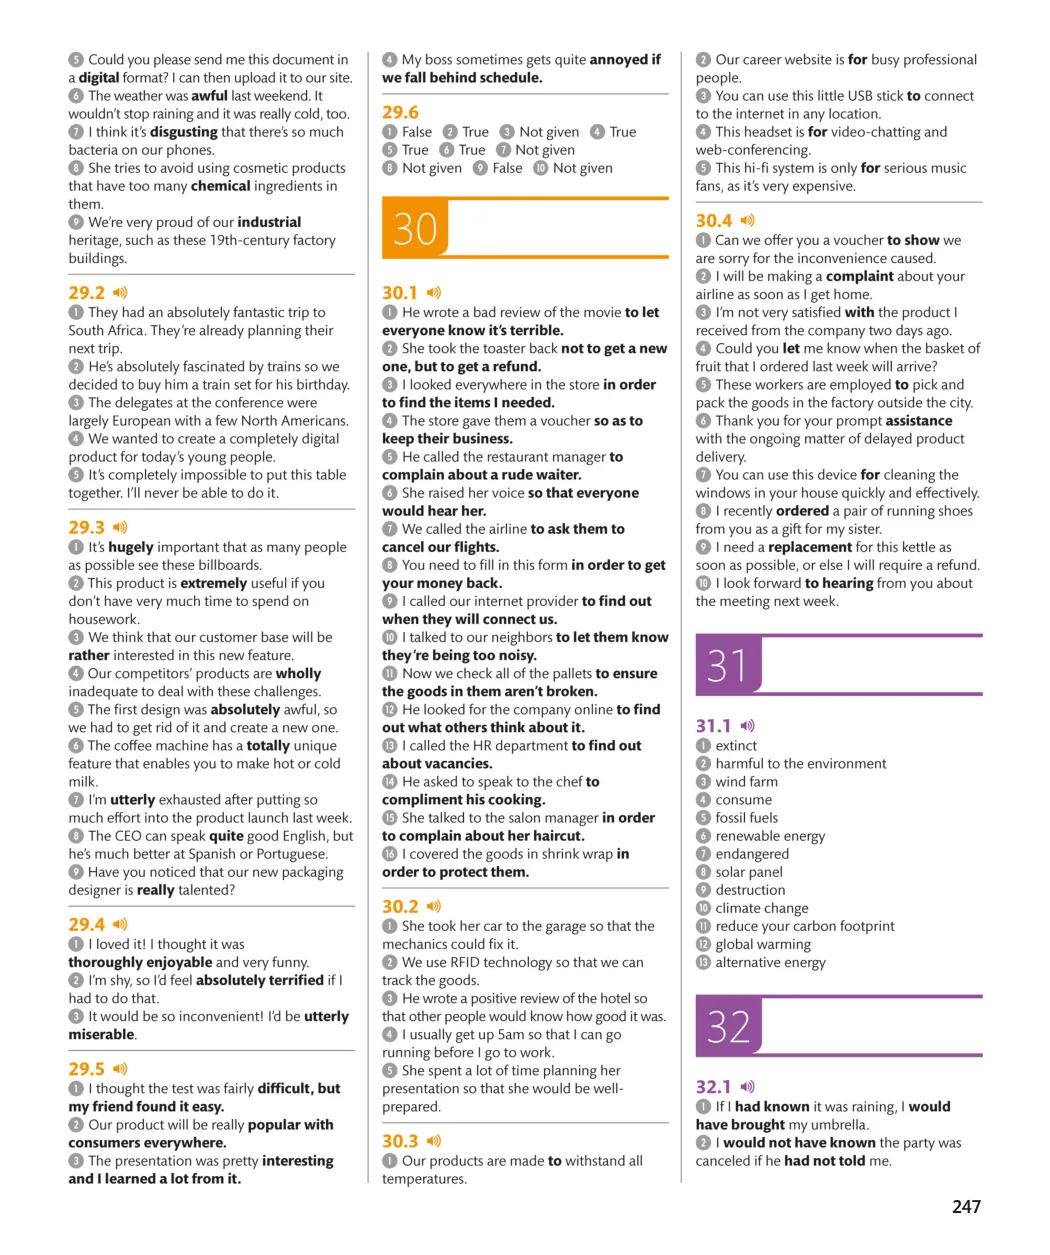 5 Could you please send me this document in
a digital format? I can then upload it to our site.
6 The weather was awful last weekend. It
wouldn’t stop raining and it was really cold, too.
7 I think it’s disgusting that there’s so much
bacteria on our phones.
8 She tries to avoid using cosmetic products
that have too many chemical ingredients in
them.
9 We’re very proud of our industrial
heritage, such as these 19th-century factory
buildings.
29.2
1 They had an absolutely fantastic trip to
South Africa. They’re already planning their
next trip.
2 He’s absolutely fascinated by trains so we
decided to buy him a train set for his birthday.
3 The delegates at the conference were
largely European with a few North Americans.
4 We wanted to create a completely digital
product for today’s young people.
5 It’s completely impossible to put this table
together. I’ll never be able to do it.
29.3
1 It’s hugely important that as many people
as possible see these billboards.
2 This product is extremely useful if you
don’t have very much time to spend on
housework.
3 We think that our customer base will be
rather interested in this new feature.
4 Our competitors’ products are wholly
inadequate to deal with these challenges.
5 The first design was absolutely awful, so
we had to get rid of it and create a new one.
6 The coffee machine has a totally unique
feature that enables you to make hot or cold
milk.
7 I’m utterly exhausted after putting so
much effort into the product launch last week.
8 The CEO can speak quite good English, but
he’s much better at Spanish or Portuguese.
9 Have you noticed that our new packaging
designer is really talented?
29.4
1 I loved it! I thought it was
thoroughly enjoyable and very funny.
2 I’m shy, so I’d feel absolutely terrified if I
had to do that.
3 It would be so inconvenient! I’d be utterly
miserable.
29.5
1 I thought the test was fairly difficult, but
my friend found it easy.
2 Our product will be really popular with
consumers everywhere.
3 The presentation was pretty interesting
and I learned a lot from it.
4 My boss sometimes gets quite annoyed if
we fall behind schedule.
29.6
1 False 2 True 3 Not given 4 True
5 True 6 True 7 Not given
8 Not given 9 False 10 Not given
30
30.1
1 He wrote a bad review of the movie to let
everyone know it’s terrible.
2 She took the toaster back not to get a new
one, but to get a refund.
3 I looked everywhere in the store in order
to find the items I needed.
4 The store gave them a voucher so as to
keep their business.
5 He called the restaurant manager to
complain about a rude waiter.
6 She raised her voice so that everyone
would hear her.
7 We called the airline to ask them to
cancel our flights.
8 You need to fill in this form in order to get
your money back.
9 I called our internet provider to find out
when they will connect us.
10 I talked to our neighbors to let them know
they’re being too noisy.
11 Now we check all of the pallets to ensure
the goods in them aren’t broken.
12 He looked for the company online to find
out what others think about it.
13 I called the HR department to find out
about vacancies.
14 He asked to speak to the chef to
compliment his cooking.
15 She talked to the salon manager in order
to complain about her haircut.
16 I covered the goods in shrink wrap in
order to protect them.
30.2
1 She took her car to the garage so that the
mechanics could fix it.
2 We use RFID technology so that we can
track the goods.
3 He wrote a positive review of the hotel so
that other people would know how good it was.
4 I usually get up 5am so that I can go
running before I go to work.
5 She spent a lot of time planning her
presentation so that she would be well-
prepared.
30.3
1 Our products are made to withstand all
temperatures.
2 Our career website is for busy professional
people.
3 You can use this little USB stick to connect
to the internet in any location.
4 This headset is for video-chatting and
web-conferencing.
5 This hi-fi system is only for serious music
fans, as it’s very expensive.
30.4
1 Can we offer you a voucher to show we
are sorry for the inconvenience caused.
2 I will be making a complaint about your
airline as soon as I get home.
3 I’m not very satisfied with the product I
received from the company two days ago.
4 Could you let me know when the basket of
fruit that I ordered last week will arrive?
5 These workers are employed to pick and
pack the goods in the factory outside the city.
6 Thank you for your prompt assistance
with the ongoing matter of delayed product
delivery.
7 You can use this device for cleaning the
windows in your house quickly and effectively.
8 I recently ordered a pair of running shoes
from you as a gift for my sister.
9 I need a replacement for this kettle as
soon as possible, or else I will require a refund.
10 I look forward to hearing from you about
the meeting next week.
31
31.1
1 extinct
2 harmful to the environment
3 wind farm
4 consume
5 fossil fuels
6 renewable energy
7 endangered
8 solar panel
9 destruction
10 climate change
11 reduce your carbon footprint
12 global warming
13 alternative energy
32
32.1
1 If I had known it was raining, I would
have brought my umbrella.
2 I would not have known the party was
canceled if he had not told me.
247